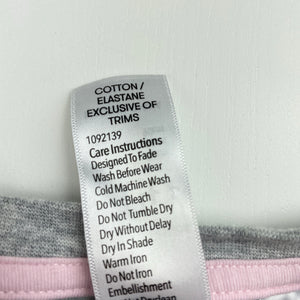 COTTON /
ELASTANE
EXCLUSIVE OF
TRIMS
1092139
Care Instructions
Designed To Fade
Wash Before Wear
Cold Machine Wash
Do Not Bleach
Do Not Tumble Dry
Dry Without Delay
Dry In Shade
Warm Iron
Do Not Iron
Embellishment